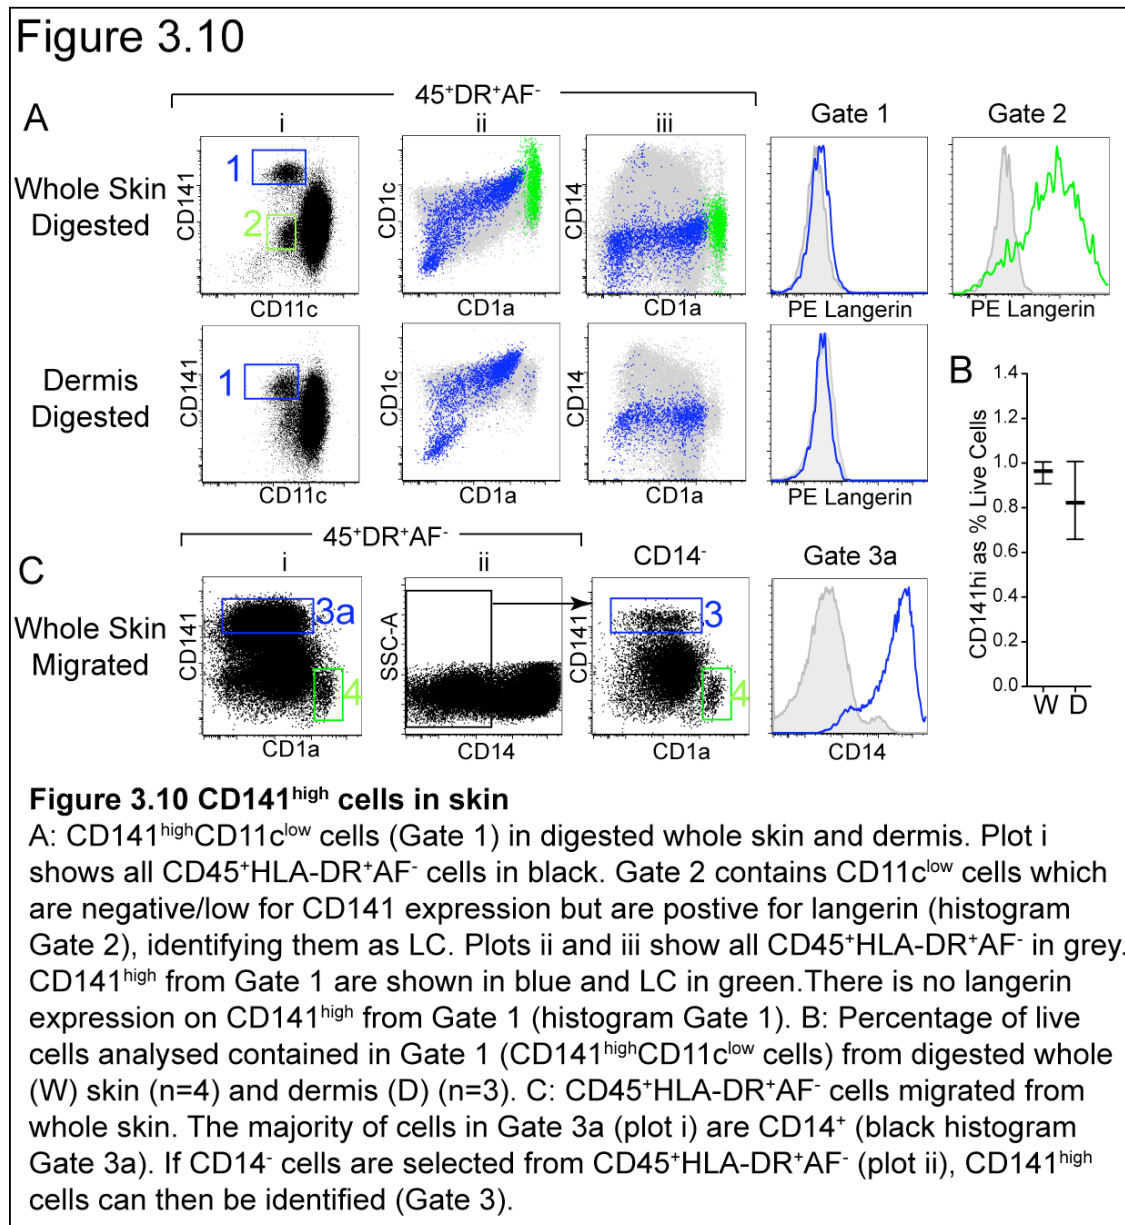 Figure 3.10
45⁺DR⁺AF⁻
A
i
ii
iii
Gate 1
Gate 2
Whole Skin
Digested
CD141
1
2
CD11c
CD1c
CD1a
CD14
CD1a
PE Langerin
PE Langerin
Dermis
Digested
CD141
1
CD11c
CD1c
CD1a
CD14
CD1a
PE Langerin
B
CD141hi as % Live Cells
1.4
1.2
1.0
0.8
0.6
0.4
0.2
0.0
W D
45⁺DR⁺AF⁻
C
i
ii
CD14⁻
Gate 3a
Whole Skin
Migrated
CD141
3a
4
CD1a
SSC-A
CD14
CD141
3
4
CD1a
CD14
Figure 3.10 CD141ʰⁱᵍʰ cells in skin
A: CD141ʰⁱᵍʰCD11cˡᵒʷ cells (Gate 1) in digested whole skin and dermis. Plot i
shows all CD45⁺HLA-DR⁺AF⁻ cells in black. Gate 2 contains CD11cˡᵒʷ cells which
are negative/low for CD141 expression but are postive for langerin (histogram
Gate 2), identifying them as LC. Plots ii and iii show all CD45⁺HLA-DR⁺AF⁻ in grey.
CD141ʰⁱᵍʰ from Gate 1 are shown in blue and LC in green.There is no langerin
expression on CD141ʰⁱᵍʰ from Gate 1 (histogram Gate 1). B: Percentage of live
cells analysed contained in Gate 1 (CD141ʰⁱᵍʰCD11cˡᵒʷ cells) from digested whole
(W) skin (n=4) and dermis (D) (n=3). C: CD45⁺HLA-DR⁺AF⁻ cells migrated from
whole skin. The majority of cells in Gate 3a (plot i) are CD14⁺ (black histogram
Gate 3a). If CD14⁻ cells are selected from CD45⁺HLA-DR⁺AF⁻ (plot ii), CD141ʰⁱᵍʰ
cells can then be identified (Gate 3).